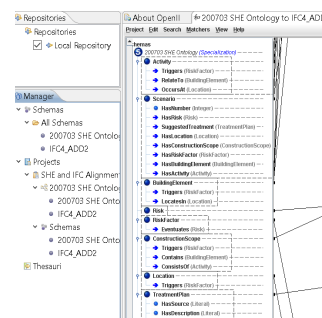 Repositories
Repositories
Local Repository
Manager
Schemas
All Schemas
200703 SHE Ontolo
IFC4_ADD2
Projects
SHE and IFC Alignment
200703 SHE Ontolog
200703 SHE Onto
IFC4_ADD2
Schemas
200703 SHE Onto
IFC4_ADD2
Thesauri
About OpenII
200703 SHE Ontology to IFC4_ADI
Project Edit Search Matchers View Help
chemas
200703 SHE Ontology (Specialization)
Activity
Triggers (RiskFactor)
RelateTo (BuildingElement)
OccursAt (Location)
Scenario
HasNumber (Integer)
HasRisk (Risk)
SuggestedTreatment (TreatmentPlan)
HasLocation (Location)
HasConstructionScope (ConstructionScope)
HasRiskFactor (RiskFactor)
HasBuildingElement (BuildingElement)
HasActivity (Activity)
BuildingElement
Triggers (RiskFactor)
LocatesIn (Location)
Risk
RiskFactor
Eventuates (Risk)
ConstructionScope
Triggers (RiskFactor)
Contains (BuildingElement)
ConsistsOf (Activity)
Location
Triggers (RiskFactor)
TreatmentPlan
HasSource (Literal)
HasDescription (Literal)